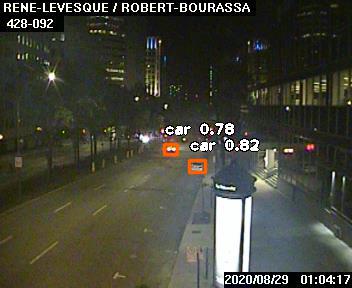 RENE-LEVESQUE / ROBERT-BOURASSA
428-092
car 0.78
car 0.82
2020/08/29 01:04:17